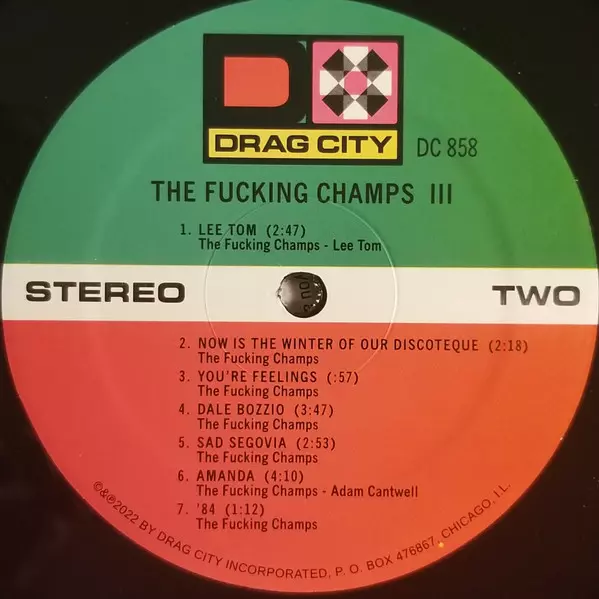 DRAG CITY
DC 858
THE FUCKING CHAMPS III
1. LEE TOM (2:47)
The Fucking Champs - Lee Tom
STEREO
TWO
2. NOW IS THE WINTER OF OUR DISCOTEQUE (2:18)
The Fucking Champs
3. YOU'RE FEELINGS (:57)
The Fucking Champs
4. DALE BOZZIO (3:47)
The Fucking Champs
5. SAD SEGOVIA (2:53)
The Fucking Champs
6. AMANDA (4:10)
The Fucking Champs - Adam Cantwell
7. '84 (1:12)
The Fucking Champs
©&℗2022 BY DRAG CITY INCORPORATED, P. O. BOX 476867, CHICAGO, I.L.